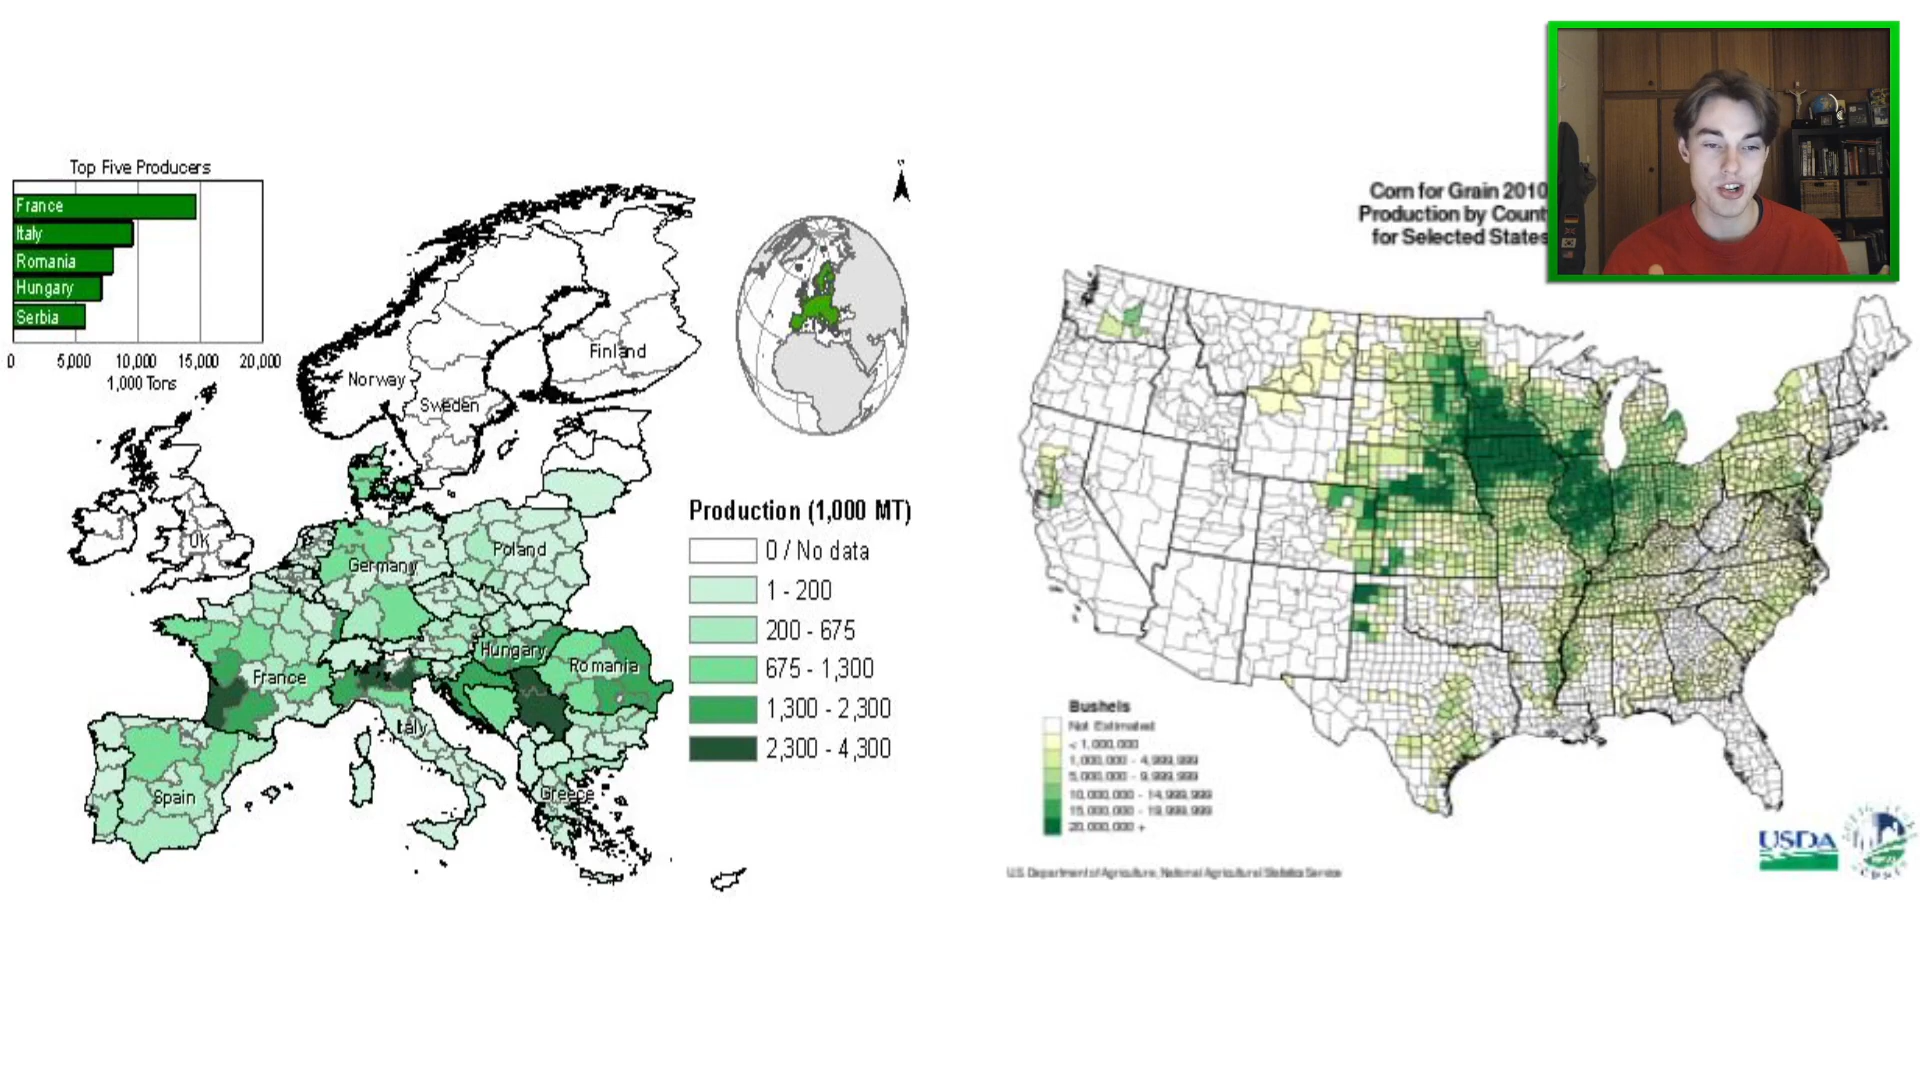 Top Five Producers
France
Italy
Romania
Hungary
Serbia
0 5,000 10,000 15,000 20,000
1,000 Tons
Finland
Norway
Sweden
UK
Poland
Germany
Hungary
Romania
France
Italy
Spain
Greece
Production (1,000 MT)
0 / No data
1 - 200
200 - 675
675 - 1,300
1,300 - 2,300
2,300 - 4,300
Corn for Grain 2010
Production by Count
for Selected States
Bushels
Not Estimated
< 1,000,000
1,000,000 - 4,999,999
5,000,000 - 9,999,999
10,000,000 - 14,999,999
15,000,000 - 19,999,999
20,000,000 +
U.S. Department of Agriculture, National Agricultural Statistics Service
USDA